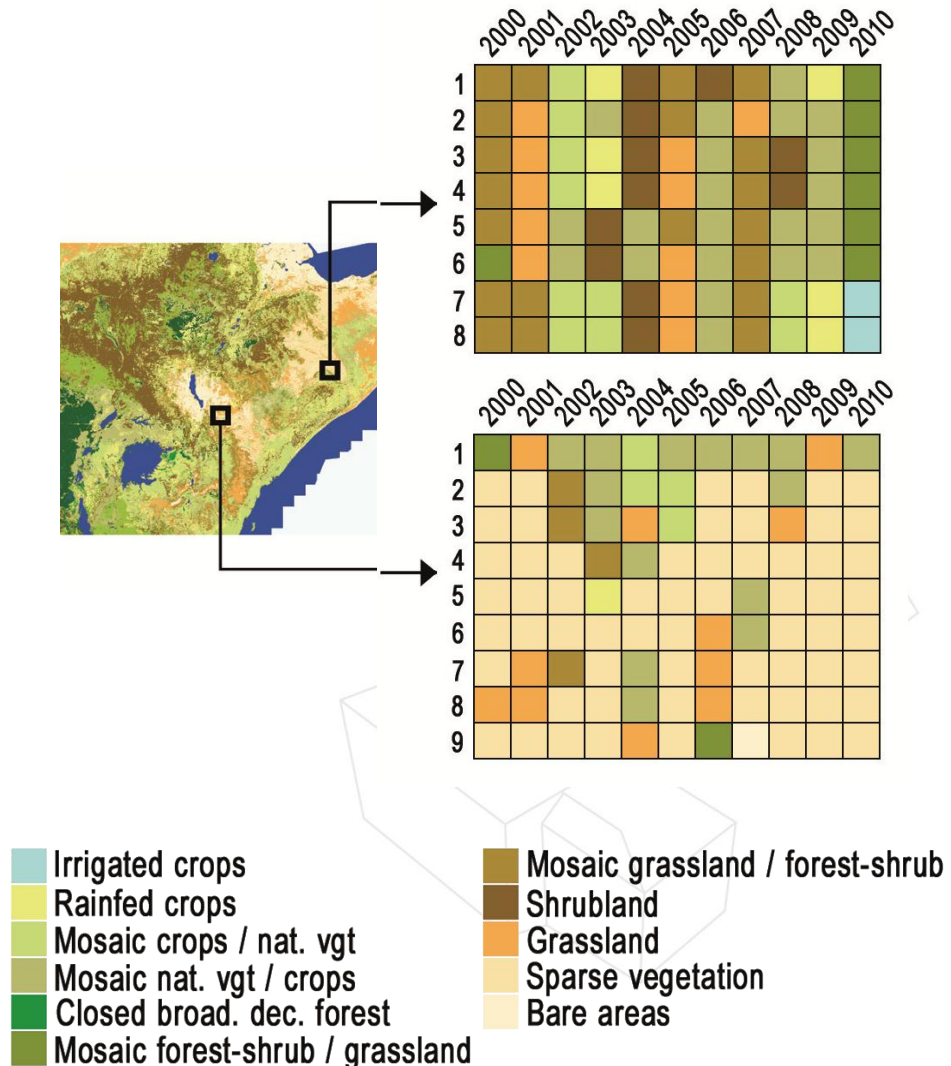 2000 2001 2002 2003 2004 2005 2006 2007 2008 2009 2010
1
2
3
4
5
6
7
8
2000 2001 2002 2003 2004 2005 2006 2007 2008 2009 2010
1
2
3
4
5
6
7
8
9
Irrigated crops
Rainfed crops
Mosaic crops / nat. vgt
Mosaic nat. vgt / crops
Closed broad. dec. forest
Mosaic forest-shrub / grassland
Mosaic grassland / forest-shrub
Shrubland
Grassland
Sparse vegetation
Bare areas